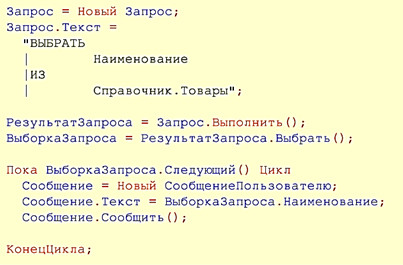 Запрос = Новый Запрос;
Запрос.Текст =
"ВЫБРАТЬ
| Наименование
|ИЗ
| Справочник.Товары";
РезультатЗапроса = Запрос.Выполнить();
ВыборкаЗапроса = РезультатЗапроса.Выбрать();
Пока ВыборкаЗапроса.Следующий() Цикл
Сообщение = Новый СообщениеПользователю;
Сообщение.Текст = ВыборкаЗапроса.Наименование;
Сообщение.Сообщить();
КонецЦикла;